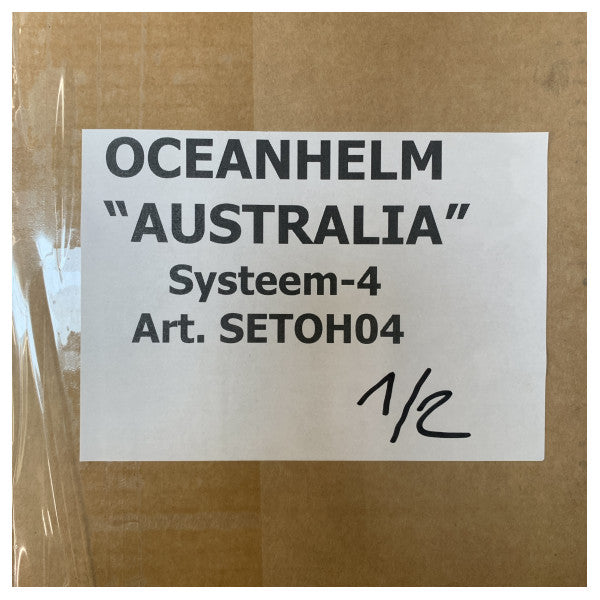 OCEANHELM
“AUSTRALIA”
Systeem-4
Art. SETOH04
1/2